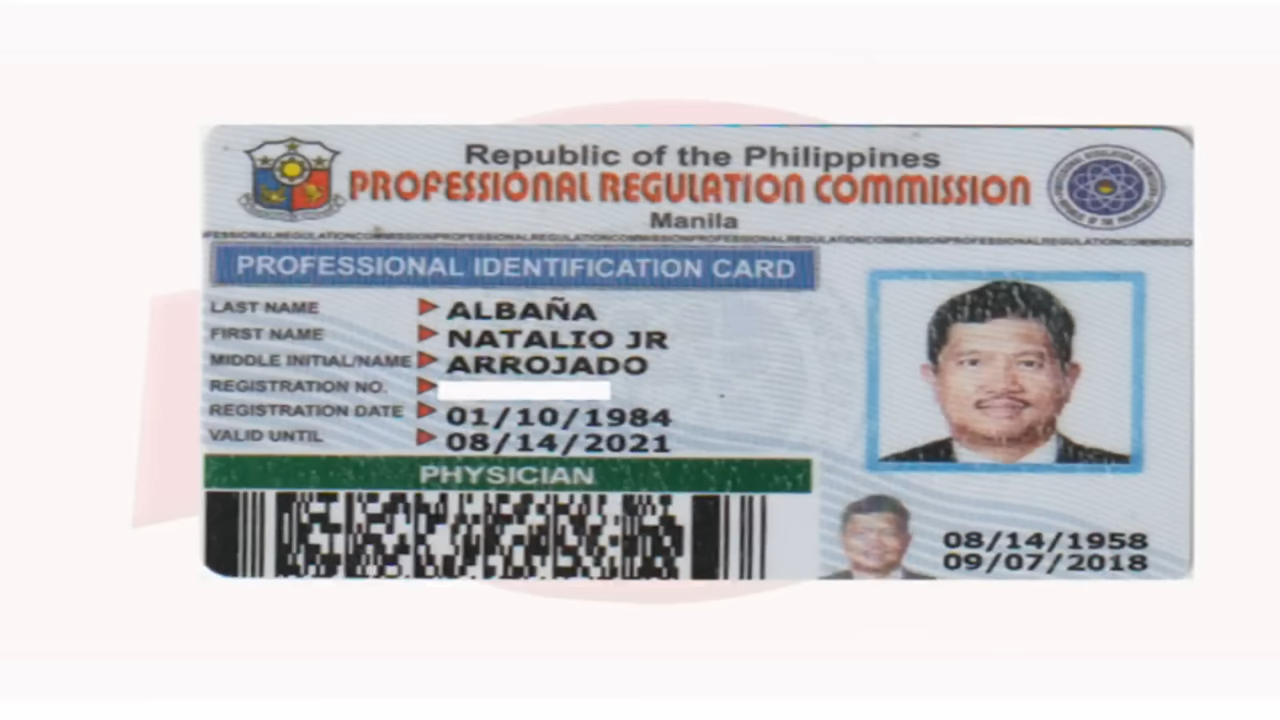 Republic of the Philippines
PROFESSIONAL REGULATION COMMISSION
Manila
PROFESSIONAL IDENTIFICATION CARD
LAST NAME ALBAÑA
FIRST NAME NATALIO JR
MIDDLE INITIAL/NAME ARROJADO
REGISTRATION NO.
REGISTRATION DATE 01/10/1984
VALID UNTIL 08/14/2021
PHYSICIAN
08/14/1958
09/07/2018